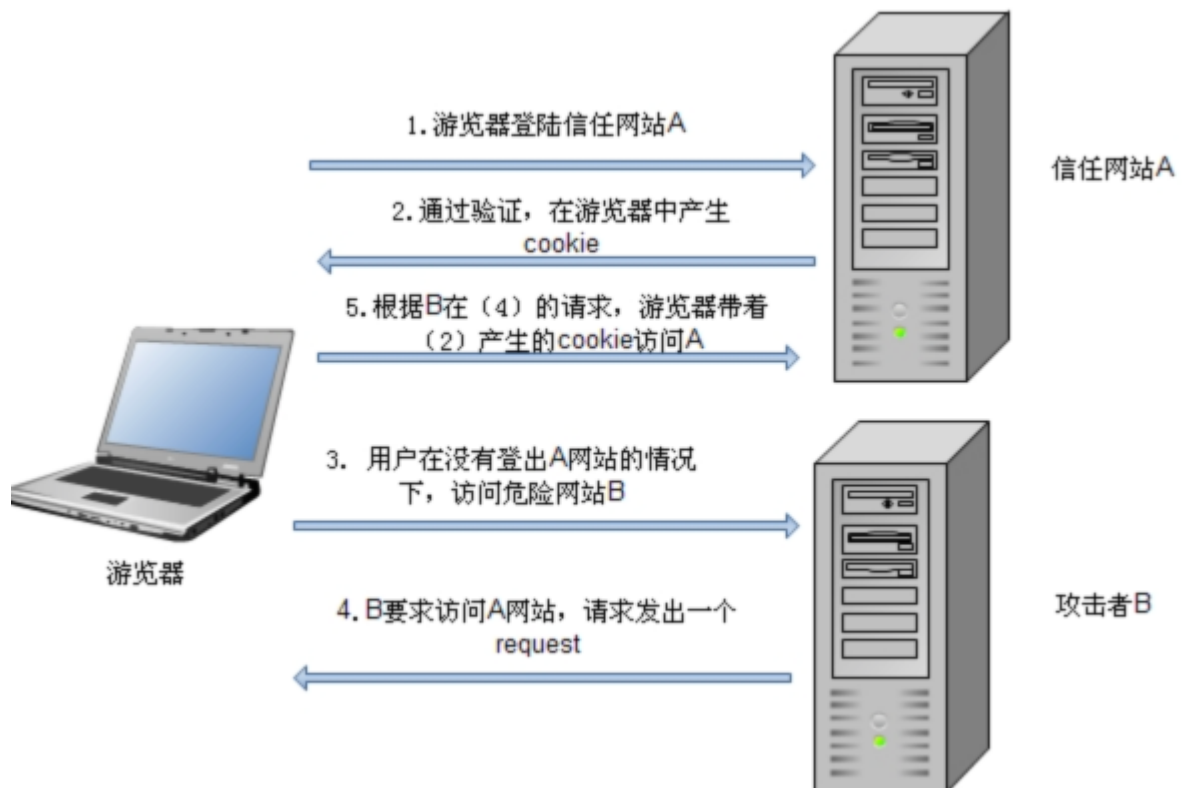 1.游览器登陆信任网站A
信任网站A
2.通过验证，在游览器中产生
cookie
5.根据B在（4）的请求，游览器带着
（2）产生的cookie访问A
3. 用户在没有登出A网站的情况
下，访问危险网站B
游览器
4.B要求访问A网站，请求发出一个
request
攻击者B